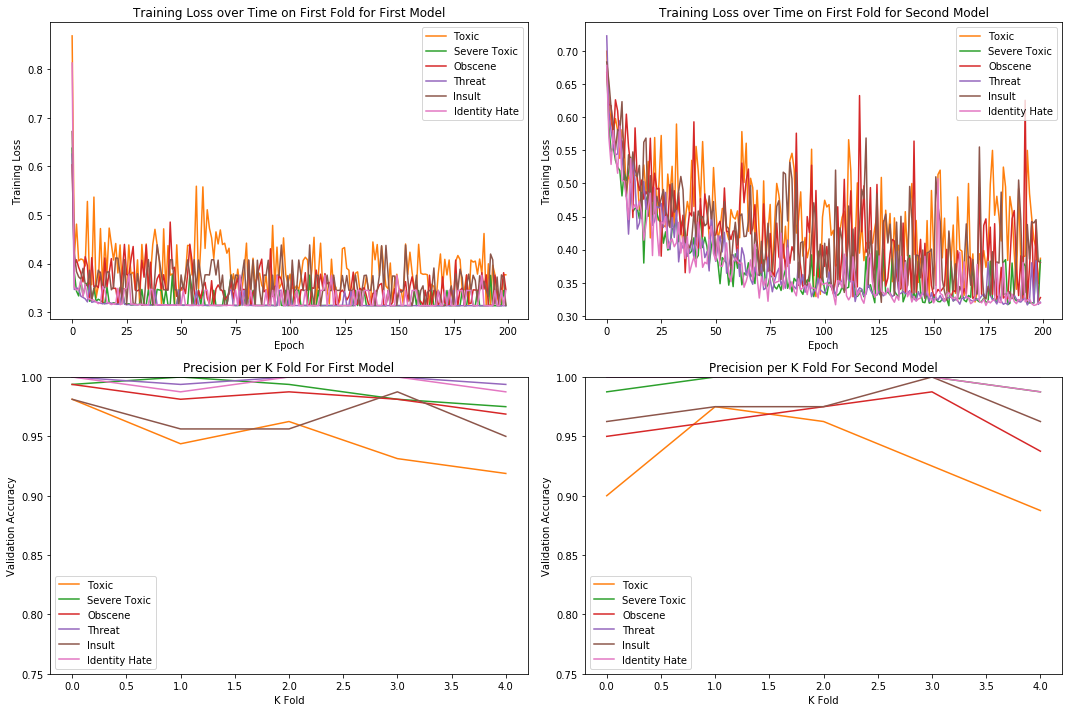 Training Loss over Time on First Fold for First Model
Training Loss
0.8
0.7
0.6
0.5
0.4
0.3
Toxic
Severe Toxic
Obscene
Threat
Insult
Identity Hate
0 25 50 75 100 125 150 175 200
Epoch
Training Loss over Time on First Fold for Second Model
Training Loss
0.70
0.65
0.60
0.55
0.50
0.45
0.40
0.35
0.30
Toxic
Severe Toxic
Obscene
Threat
Insult
Identity Hate
0 25 50 75 100 125 150 175 200
Epoch
Precision per K Fold For First Model
Validation Accuracy
1.00
0.95
0.90
0.85
0.80
0.75
Toxic
Severe Toxic
Obscene
Threat
Insult
Identity Hate
0.0 0.5 1.0 1.5 2.0 2.5 3.0 3.5 4.0
K Fold
Precision per K Fold For Second Model
Validation Accuracy
1.00
0.95
0.90
0.85
0.80
0.75
Toxic
Severe Toxic
Obscene
Threat
Insult
Identity Hate
0.0 0.5 1.0 1.5 2.0 2.5 3.0 3.5 4.0
K Fold